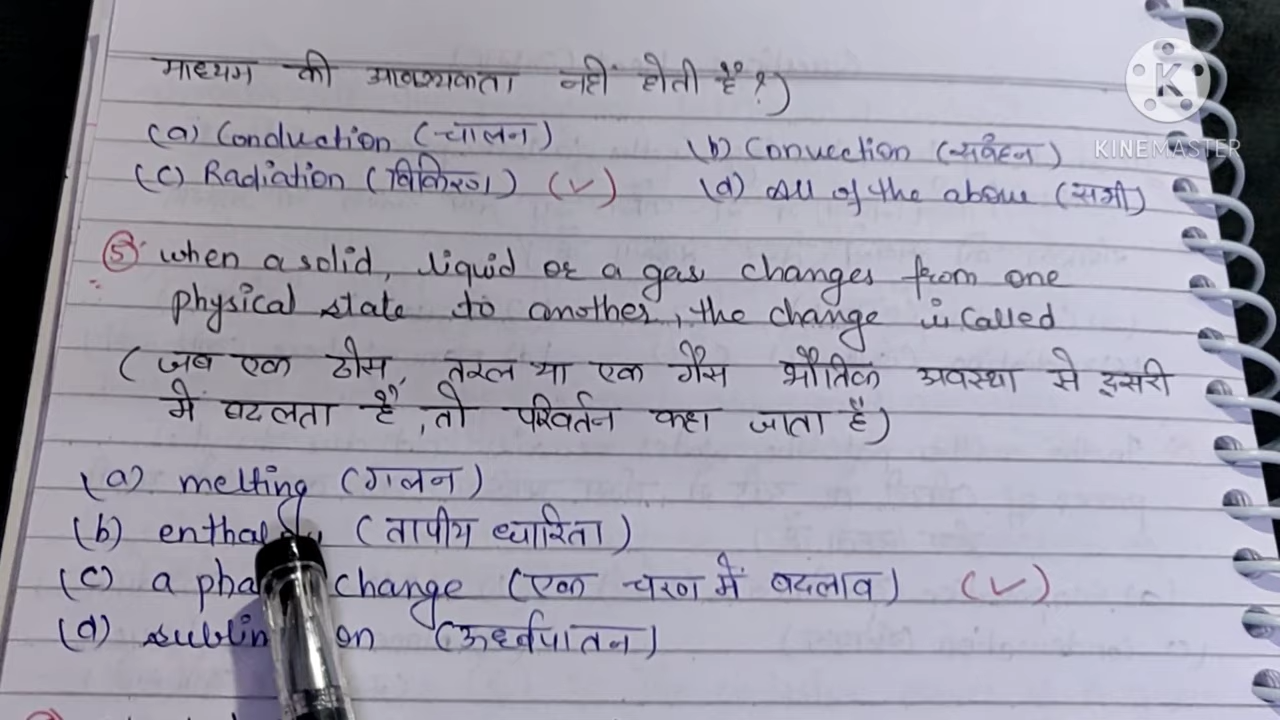 माध्यम की आवश्यकता नहीं होती है?)
(a) Conduction (चालन) (b) Convection (संवहन)
(c) Radiation (विकिरण) (✓) (d) All of the above (सभी)
K
KINEMASTER
(5) when a solid, liquid or a gas changes from one
physical state to another, the change is called
(जब एक ठोस, तरल या एक गैस भौतिक अवस्था से दूसरी
में बदलता है, तो परिवर्तन कहा जाता है)
(a) melting (गलन)
(b) (तापीय ध्यारिता)
(c) a change (एक चरण में बदलाव) (✓)
(d) (ऊर्ध्वपातन)